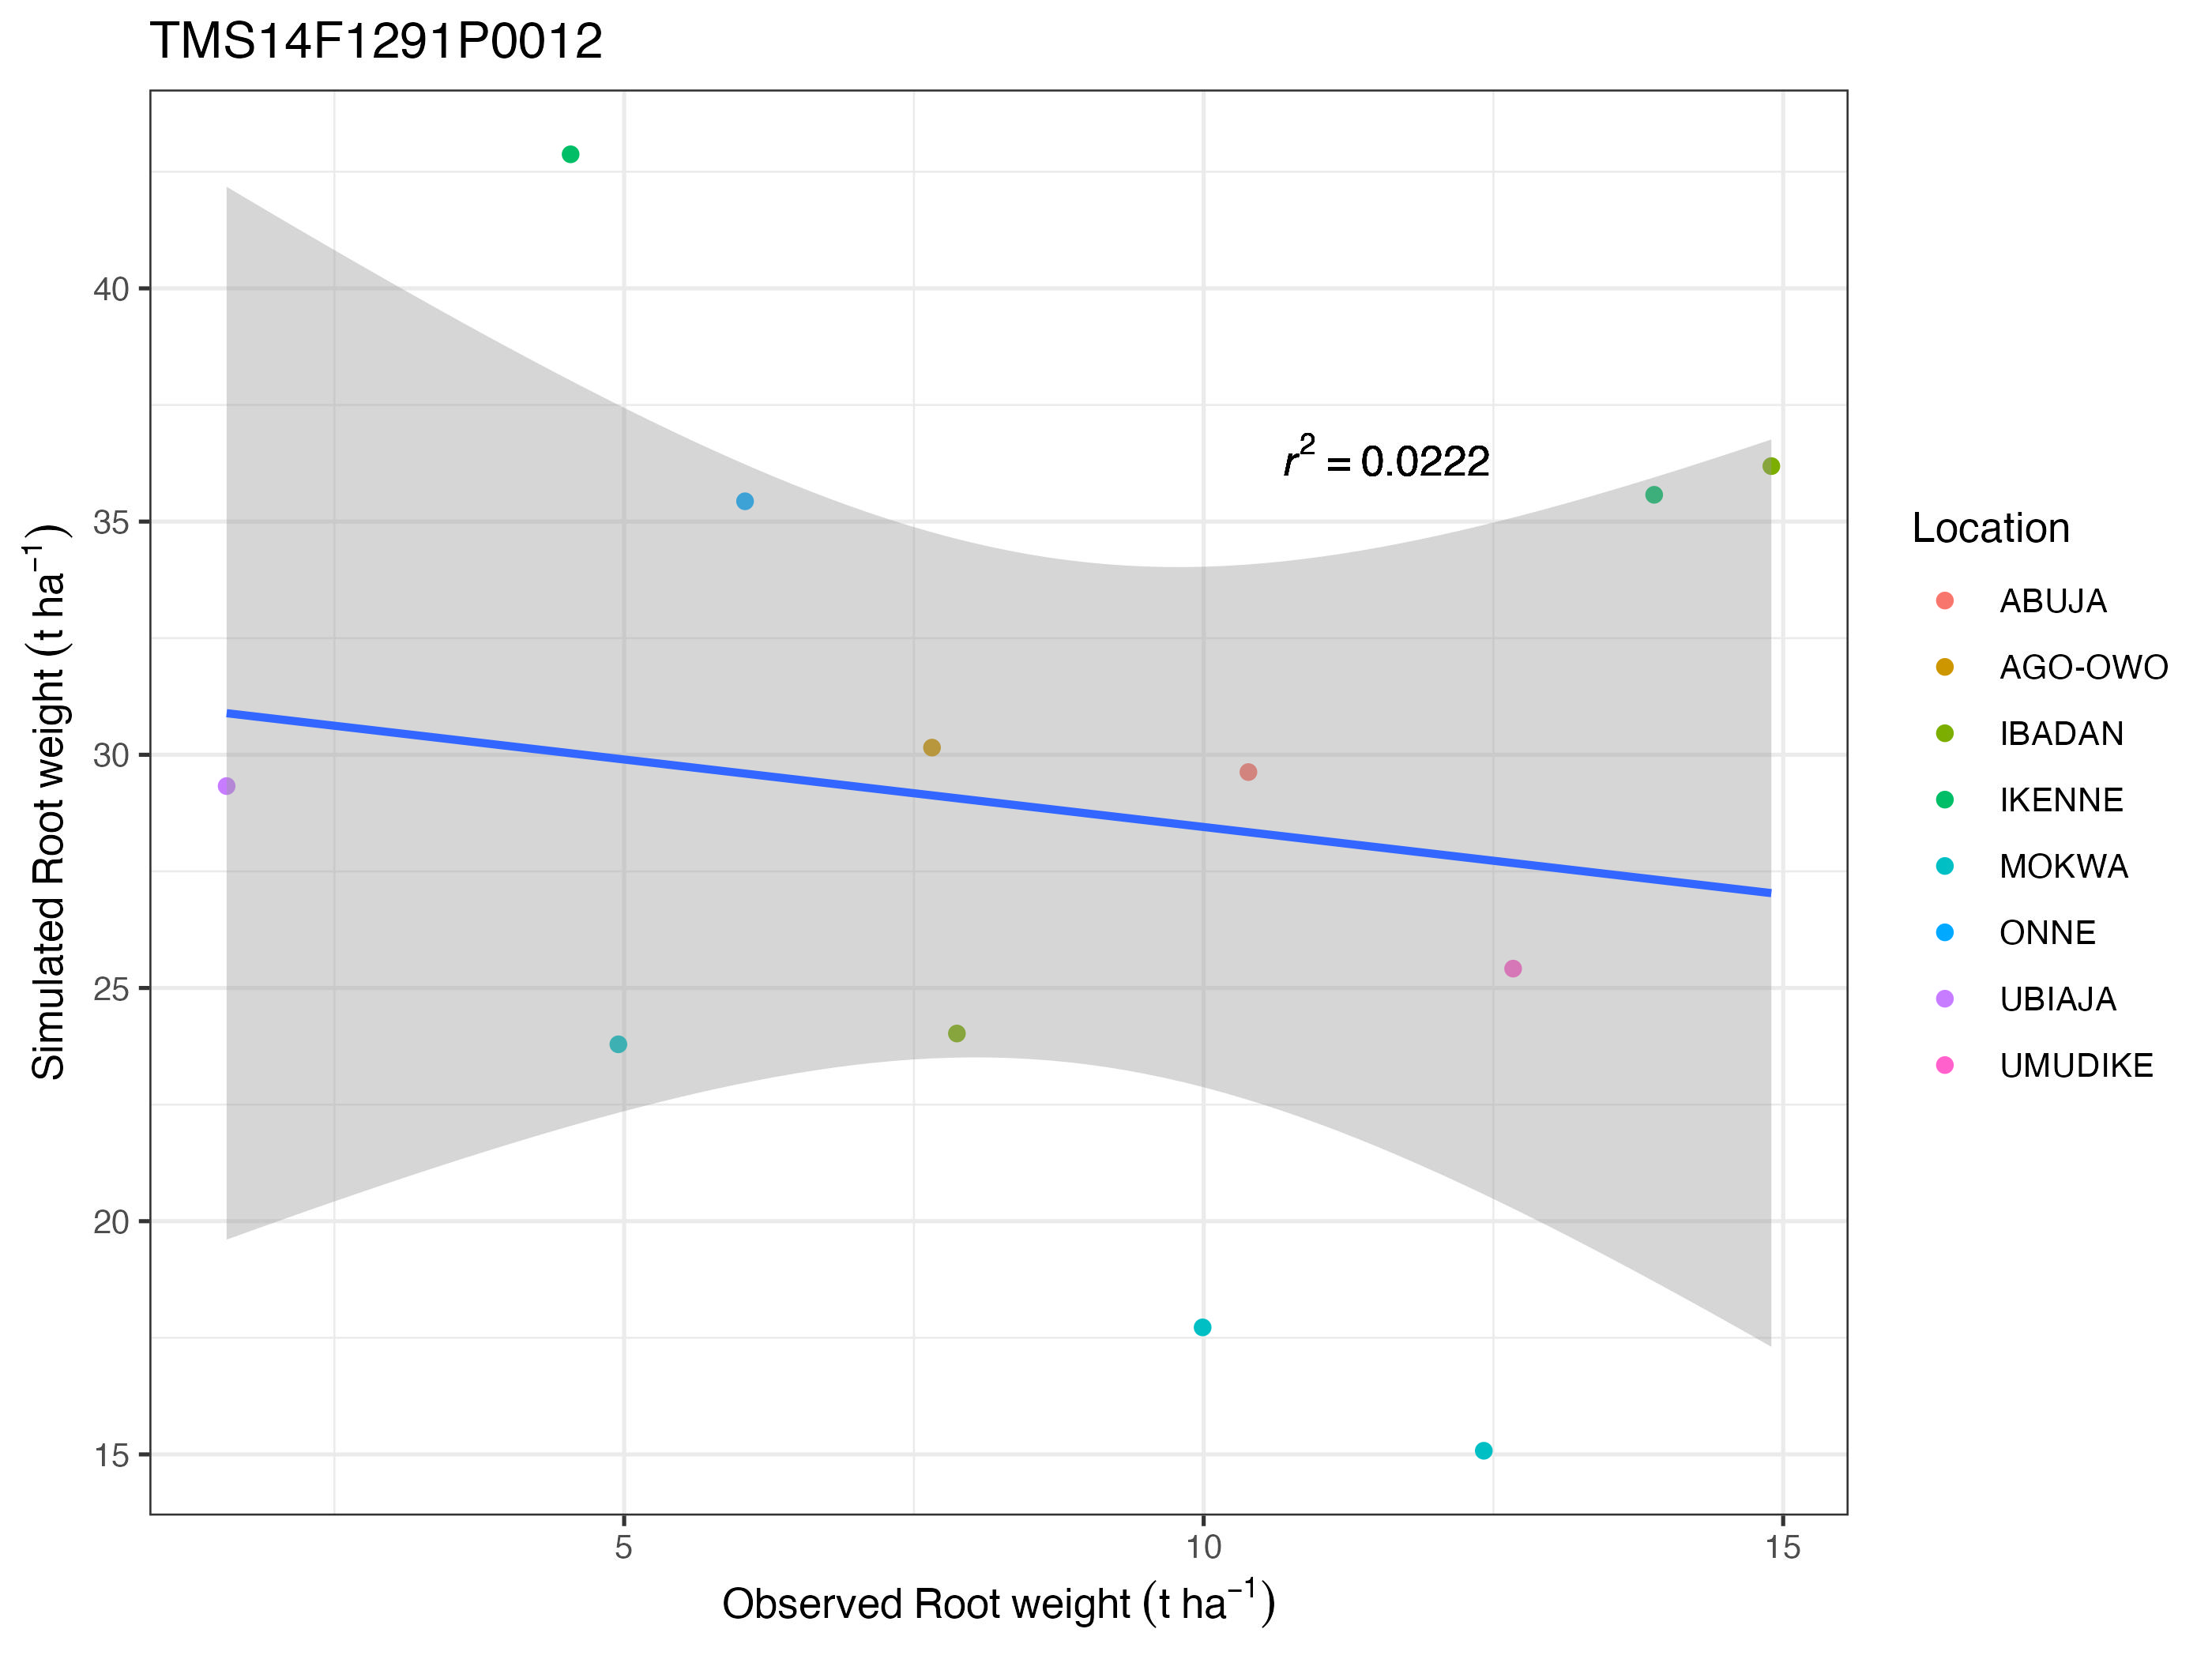 TMS14F1291P0012
r² = 0.0222
40
35
30
25
20
15
Simulated Root weight (t ha⁻¹)
5 10 15
Observed Root weight (t ha⁻¹)
Location
ABUJA
AGO-OWO
IBADAN
IKENNE
MOKWA
ONNE
UBIAJA
UMUDIKE